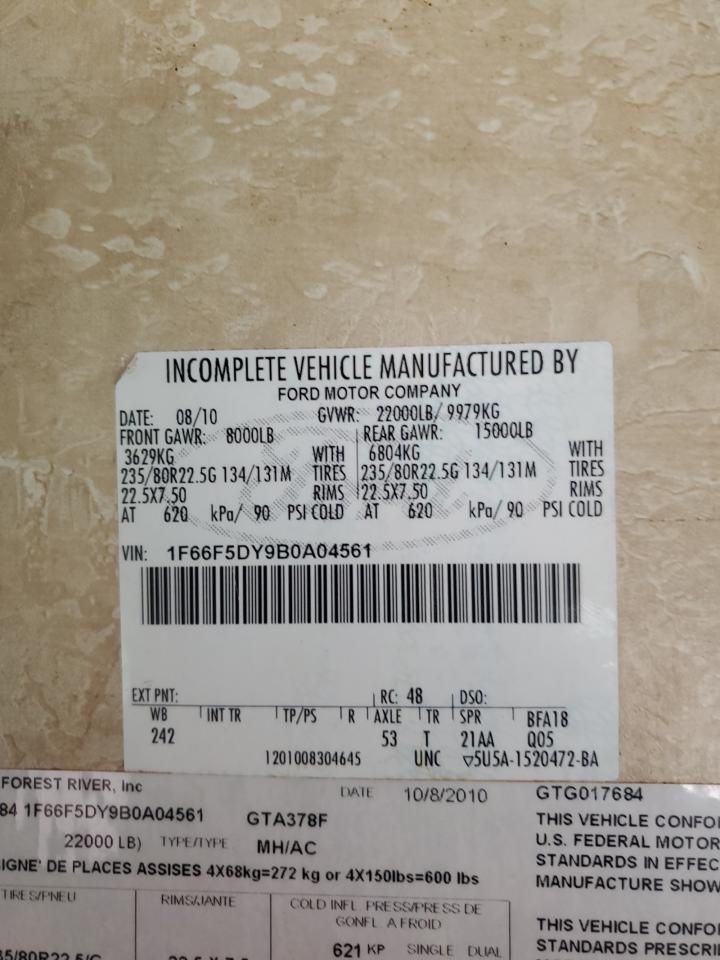 INCOMPLETE VEHICLE MANUFACTURED BY
FORD MOTOR COMPANY
DATE: 08/10 GVWR: 22000LB/ 9979KG
FRONT GAWR: 8000LB REAR GAWR: 15000LB
3629KG WITH 6804KG WITH
235/80R22.5G 134/131M TIRES 235/80R22.5G 134/131M TIRES
22.5X7.50 RIMS 22.5X7.50 RIMS
AT 620 kPa/ 90 PSI COLD AT 620 kPa/ 90 PSI COLD
VIN: 1F66F5DY9B0A04561
EXT PNT: RC: 48 DSO:
WB INT TR TP/PS R AXLE TR SPR BFA18
242 53 T 21AA Q05
1201008304645 UNC ▽5U5A-1520472-BA
FOREST RIVER, Inc DATE 10/8/2010 GTG017684
84 1F66F5DY9B0A04561 GTA378F THIS VEHICLE CONFO
22000 LB) TYPE/TYPE MH/AC U.S. FEDERAL MOTOR
STANDARDS IN EFFEC
IGNE' DE PLACES ASSISES 4X68kg=272 kg or 4X150lbs=600 lbs MANUFACTURE SHOW
TIRES/PNEU RIMS/JANTE COLD INFL PRESS/PRESS DE
GONFL A FROID THIS VEHICLE CONFO
621 KP SINGLE DUAL STANDARDS PRESCRI